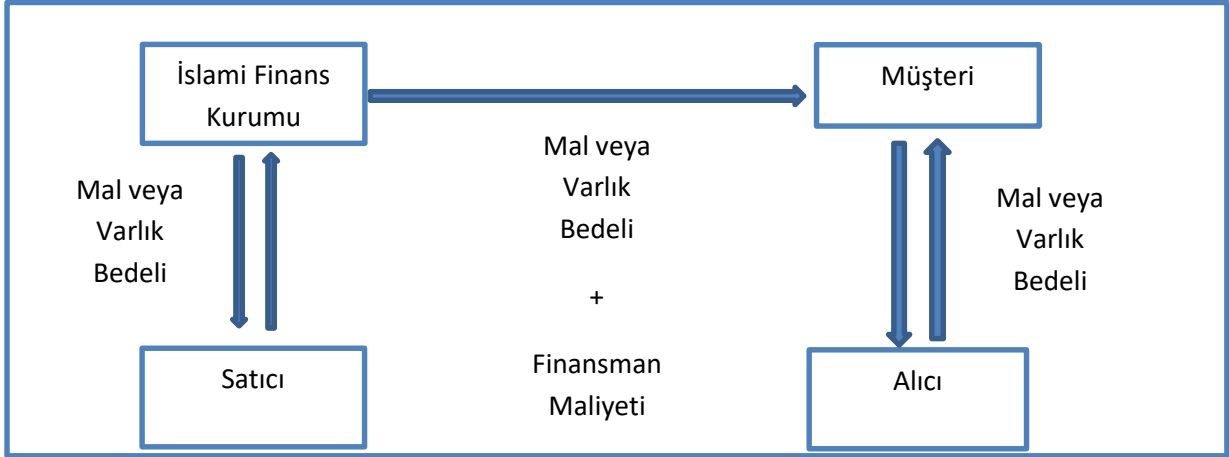 İslami Finans
Kurumu
Müşteri
Mal veya
Varlık
Bedeli
Mal veya
Varlık
Bedeli
+
Finansman
Maliyeti
Mal veya
Varlık
Bedeli
Satıcı
Alıcı